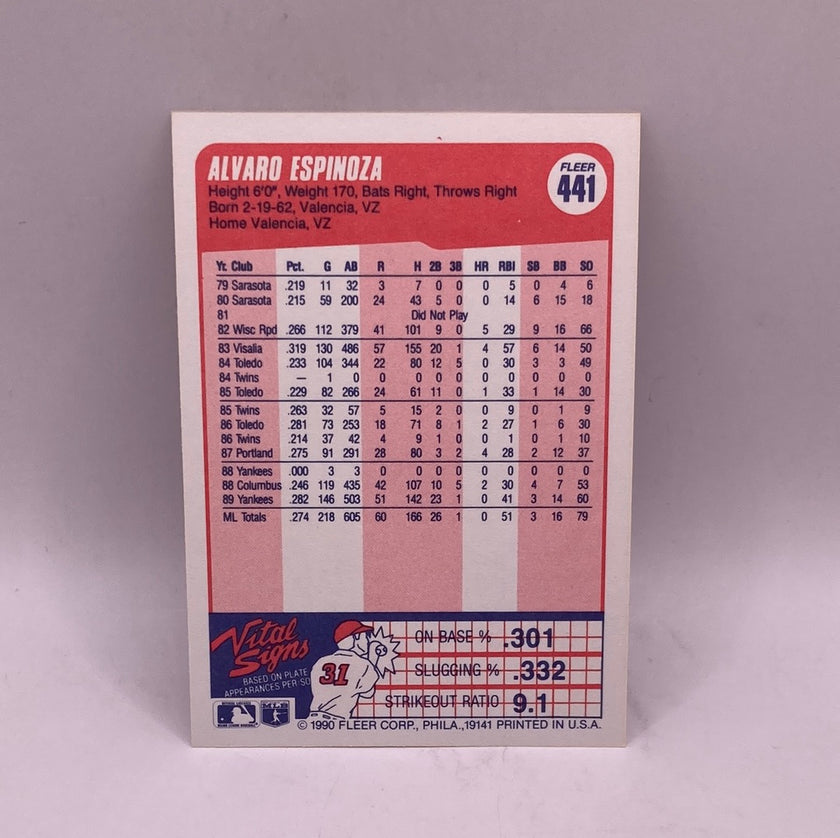 ALVARO ESPINOZA
FLEER
441
Height 6'0", Weight 170, Bats Right, Throws Right
Born 2-19-62, Valencia, VZ
Home Valencia, VZ
Yr. Club Pct. G AB R H 2B 3B HR RBI SB BB SO
79 Sarasota .219 11 32 3 7 0 0 0 5 0 4 6
80 Sarasota .215 59 200 24 43 5 0 0 14 6 15 18
81 Did Not Play
82 Wisc Rpd .266 112 379 41 101 9 0 5 29 9 16 66
83 Visalia .319 130 486 57 155 20 1 4 57 6 14 50
84 Toledo .233 104 344 22 80 12 5 0 30 3 3 49
84 Twins — 1 0 0 0 0 0 0 0 0 0 0
85 Toledo .229 82 266 24 61 11 0 1 33 1 14 30
85 Twins .263 32 57 5 15 2 0 0 9 0 1 9
86 Toledo .281 73 253 18 71 8 1 2 27 1 6 30
86 Twins .214 37 42 4 9 1 0 0 1 0 1 10
87 Portland .275 91 291 28 80 3 2 4 28 2 12 37
88 Yankees .000 3 3 0 0 0 0 0 0 0 0 0
88 Columbus .246 119 435 42 107 10 5 2 30 4 7 53
89 Yankees .282 146 503 51 142 23 1 0 41 3 14 60
ML Totals .274 218 605 60 166 26 1 0 51 3 16 79
Vital
Signs
BASED ON PLATE
APPEARANCES PER SO
31
ON BASE % .301
SLUGGING % .332
STRIKEOUT RATIO 9.1
© 1990 FLEER CORP., PHILA., 19141 PRINTED IN U.S.A.